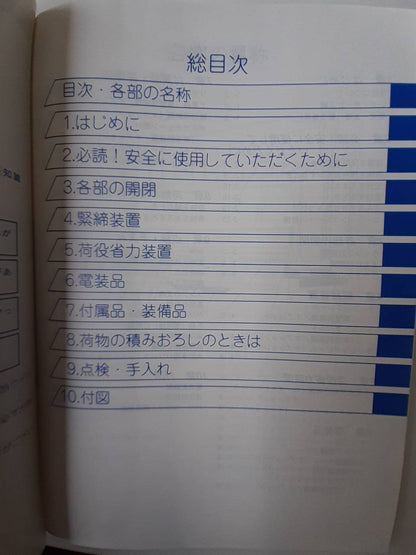 総目次
目次・各部の名称
1.はじめに
2.必読！安全に使用していただくために
3.各部の開閉
4.緊締装置
5.荷役省力装置
6.電装品
7.付属品・装備品
8.荷物の積みおろしのときは
9.点検・手入れ
10.付図
知識
が